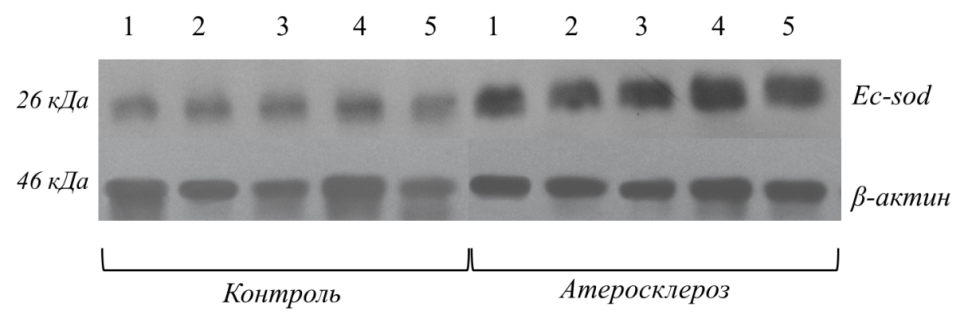 1 2 3 4 5 1 2 3 4 5
26 кДа Ec-sod
46 кДа β-актин
Контроль Атеросклероз